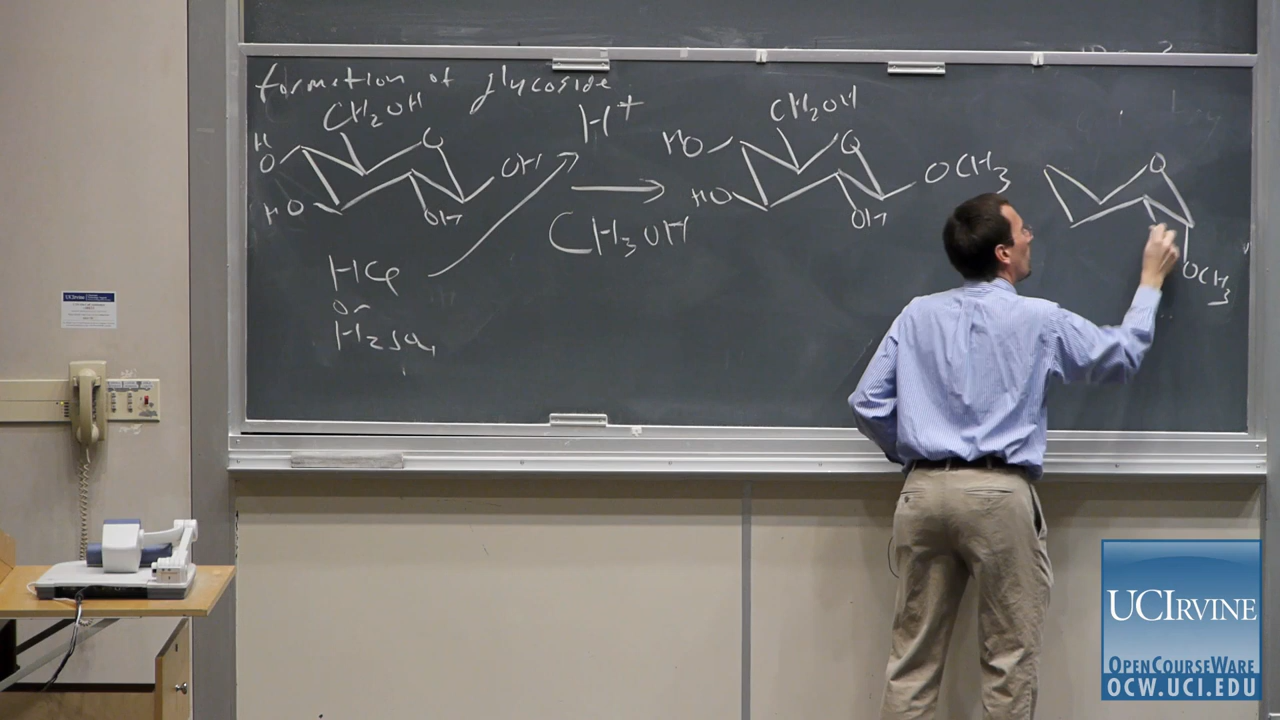 formation of glycoside
H
O
CH2OH
O
OH
HO
OH
HCl
or
H2SO4
H+
CH3OH
HO
CH2OH
O
OCH3
HO
OH
O
OCH3
UCIRVINE
OPENCOURSEWARE
OCW.UCI.EDU